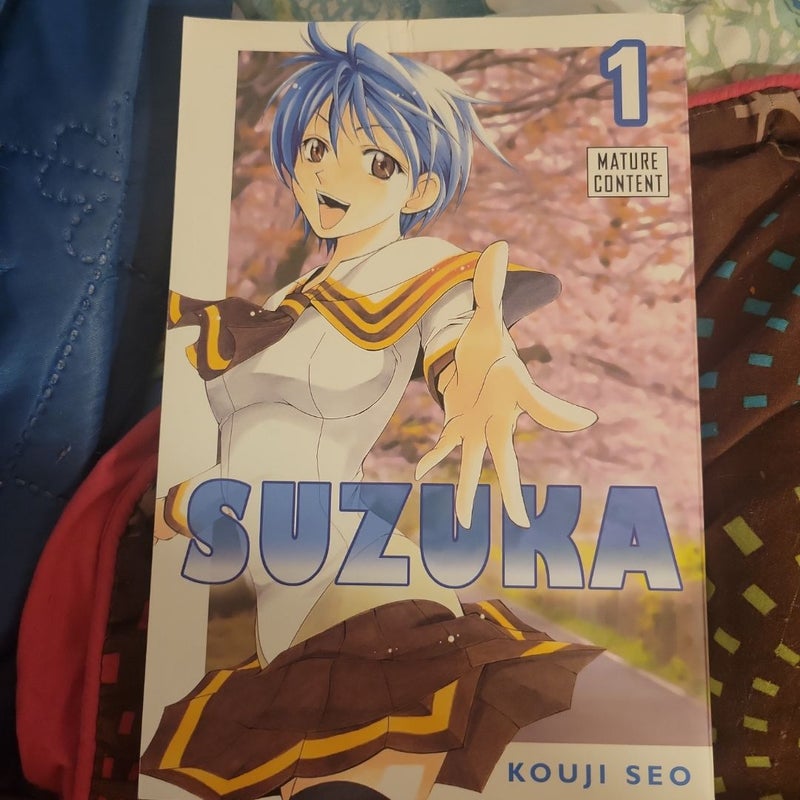 1
MATURE
CONTENT
SUZUKA
KOUJI SEO